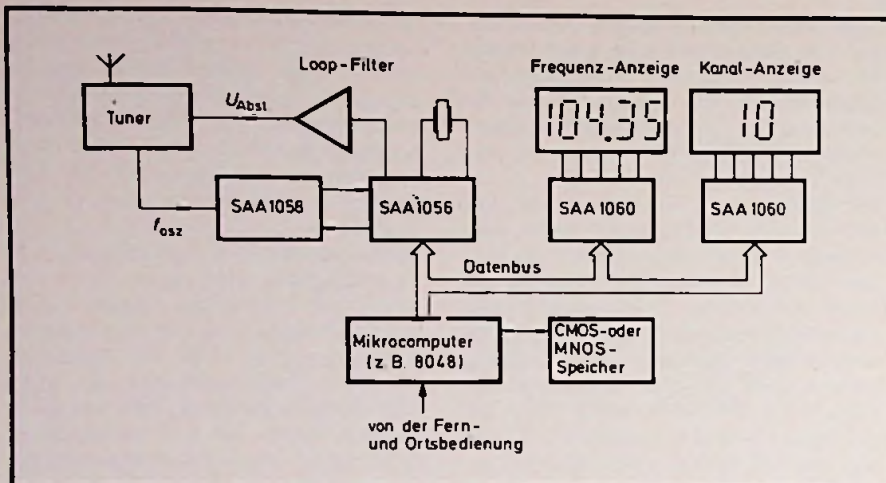 Loop-Filter
Frequenz-Anzeige
Kanal-Anzeige
Tuner
UAbst
104.35
10
SAA1058
SAA1056
SAA1060
SAA1060
fosz
Datenbus
Mikrocomputer
(z. B. 8048)
CMOS-oder
MNOS-
Speicher
von der Fern-
und Ortsbedienung